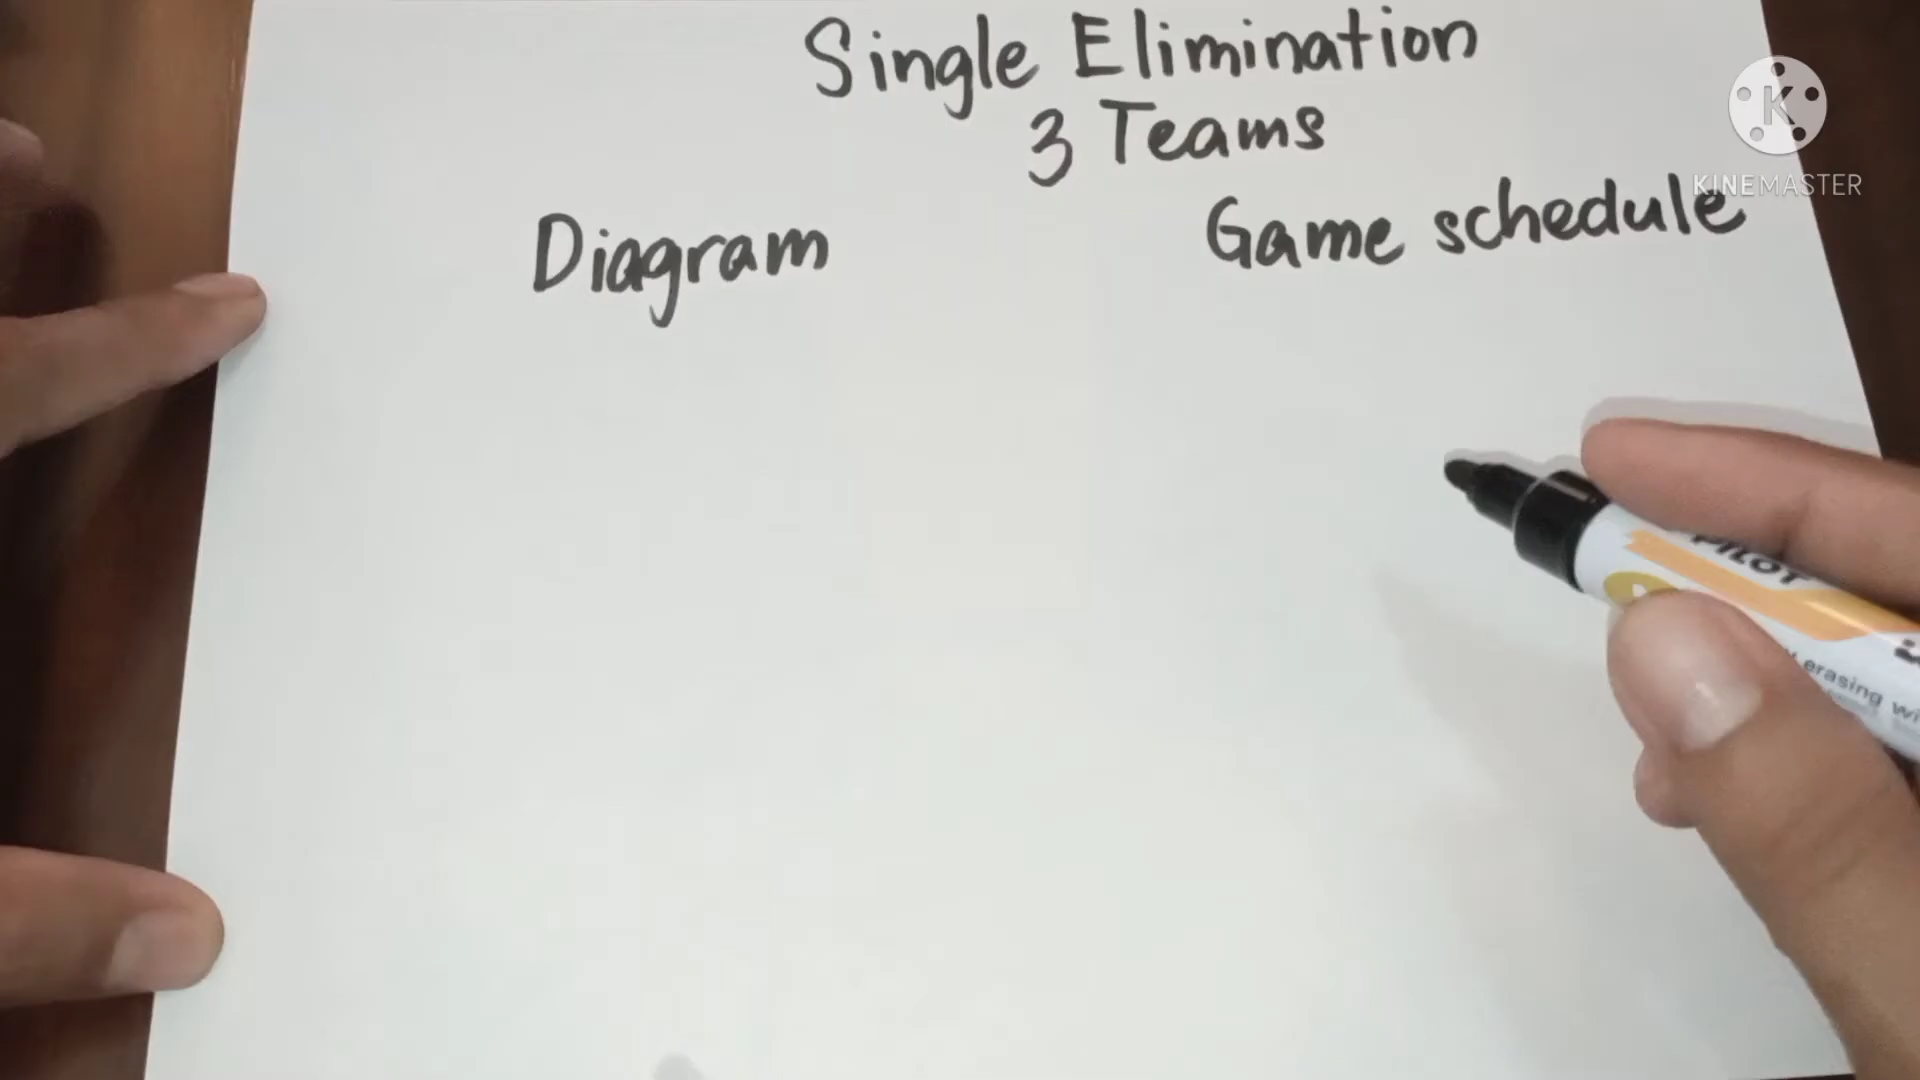 Single Elimination
3 Teams
KINEMASTER
Diagram
Game schedule
PILOT
erasing